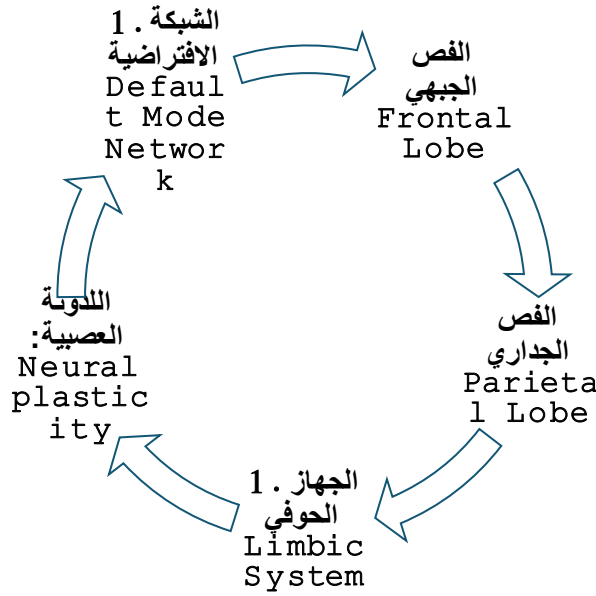 1. الشبكة
الافتراضية
Defaul
t Mode
Networ
k
الفص
الجبهي
Frontal
Lobe
الفص
الجداري
Parieta
l Lobe
1. الجهاز
الحوفي
Limbic
System
اللدونة
العصبية:
Neural
plastic
ity